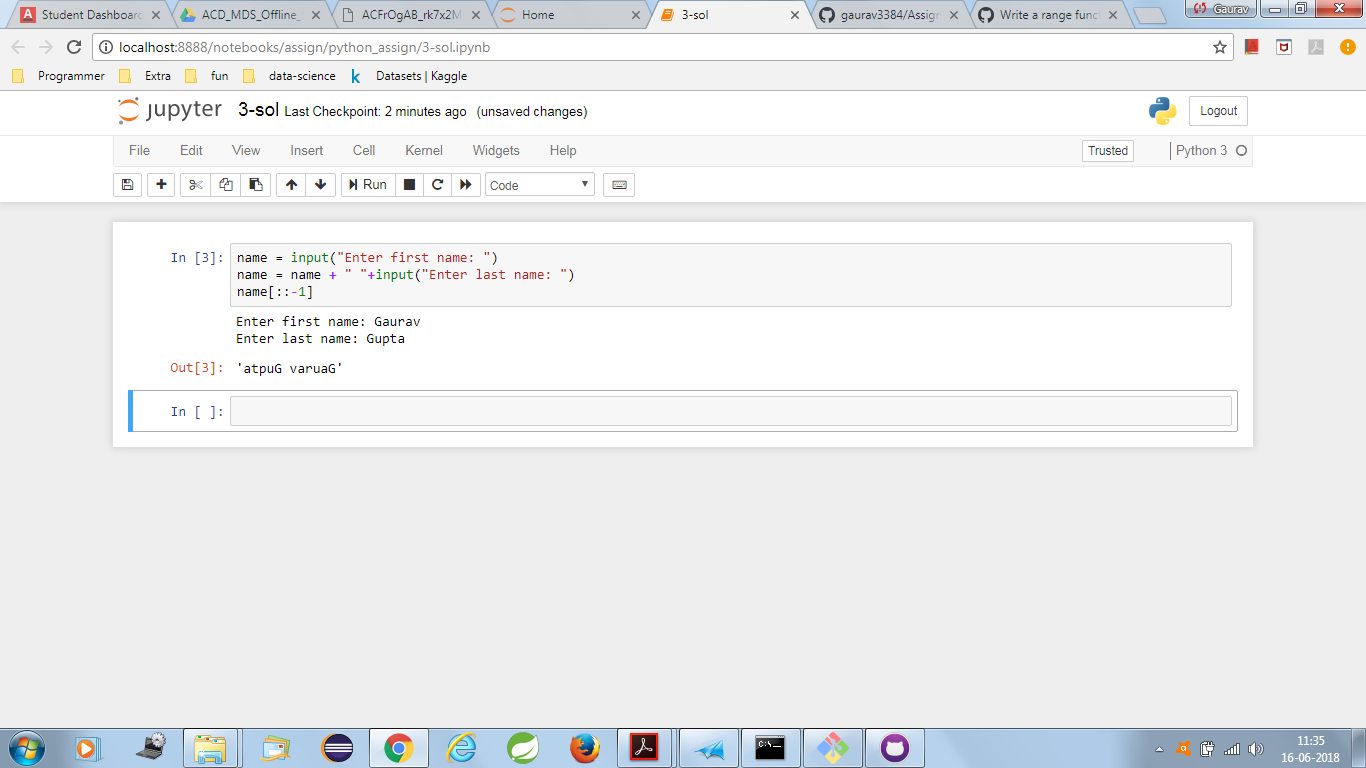 Student Dashboard
ACD_MDS_Offline_
ACFrOgAB_rk7x2M
Home
3-sol
gaurav3384/Assign
Write a range func
Gaurav
localhost:8888/notebooks/assign/python_assign/3-sol.ipynb
Programmer
Extra
fun
data-science
Datasets | Kaggle
jupyter
3-sol Last Checkpoint: 2 minutes ago (unsaved changes)
Logout
File Edit View Insert Cell Kernel Widgets Help
Trusted
Python 3
Run
Code
In [3]:
name = input("Enter first name: ")
name = name + " "+input("Enter last name: ")
name[::-1]
Enter first name: Gaurav
Enter last name: Gupta
Out[3]: 'atpuG varuaG'
In [ ]:
11:35
16-06-2018